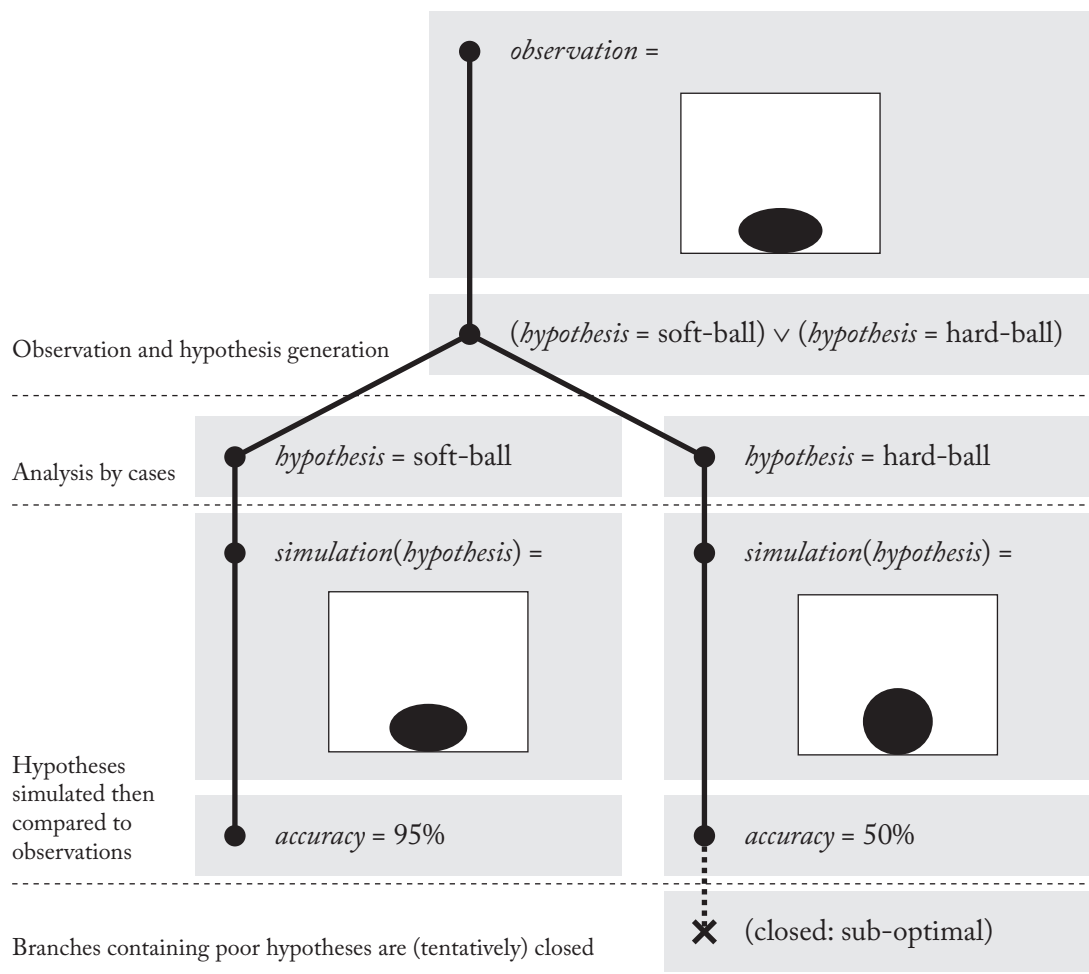 observation =
(hypothesis = soft-ball) ∨ (hypothesis = hard-ball)
Observation and hypothesis generation
hypothesis = soft-ball
hypothesis = hard-ball
Analysis by cases
simulation(hypothesis) =
simulation(hypothesis) =
Hypotheses
simulated then
compared to
observations
accuracy = 95%
accuracy = 50%
(closed: sub-optimal)
Branches containing poor hypotheses are (tentatively) closed